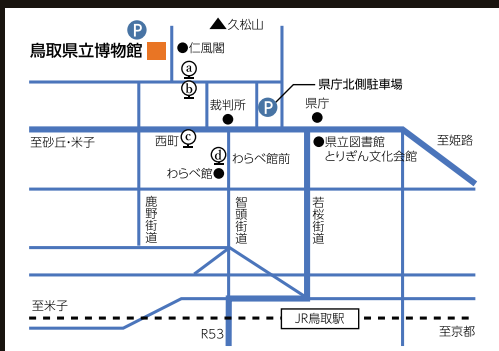 P
▲久松山
鳥取県立博物館
●仁風閣
ⓐ
ⓑ
県庁北側駐車場
P
裁判所
県庁
至砂丘・米子
西町
ⓒ
ⓓ
わらべ館前
わらべ館
県立図書館
とりぎん文化会館
至姫路
鹿野街道
智頭街道
若桜街道
至米子
JR鳥取駅
R53
至京都